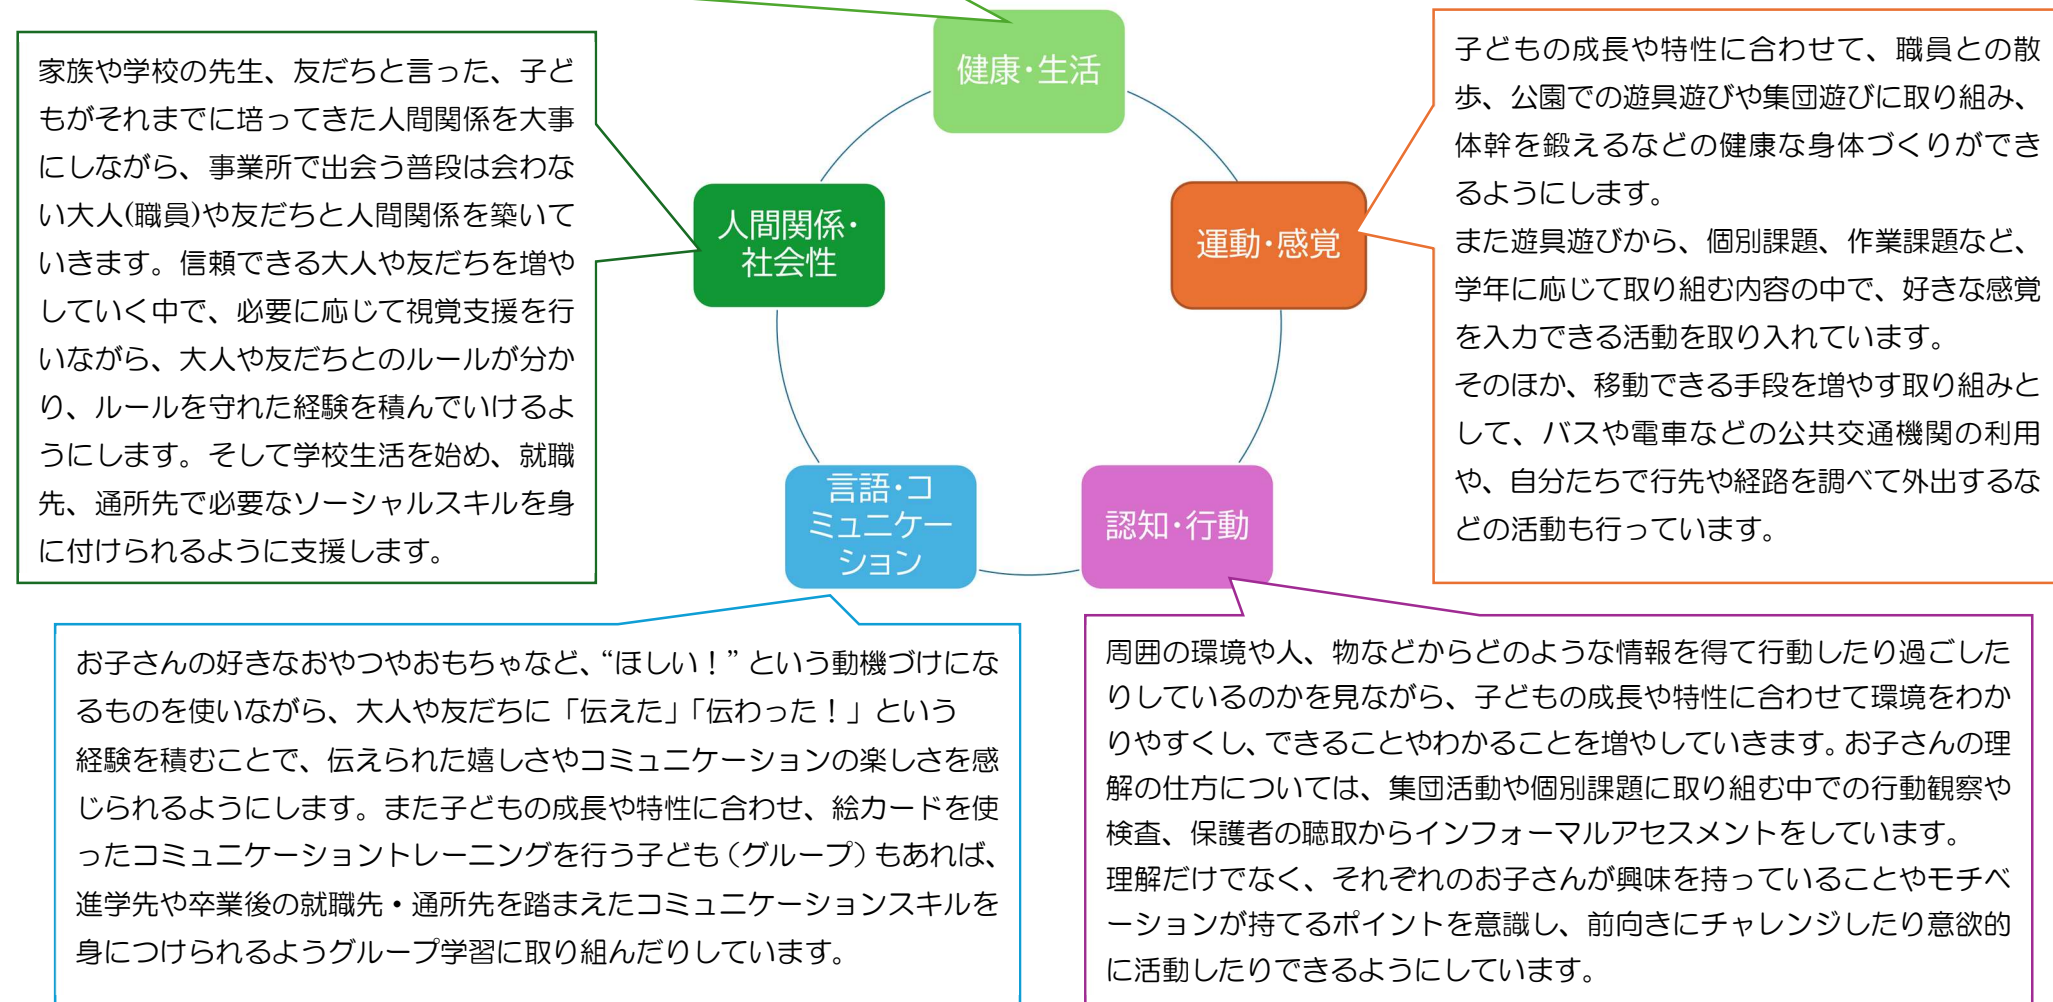 健康・生活
家族や学校の先生、友だちと言った、子ど
もがそれまでに培ってきた人間関係を大事
にしながら、事業所で出会う普段は会わな
い大人(職員)や友だちと人間関係を築いて
いきます。信頼できる大人や友だちを増や
していく中で、必要に応じて視覚支援を行
いながら、大人や友だちとのルールが分か
り、ルールを守れた経験を積んでいけるよ
うにします。そして学校生活を始め、就職
先、通所先で必要なソーシャルスキルを身
に付けられるように支援します。
人間関係・
社会性
運動・感覚
子どもの成長や特性に合わせて、職員との散
歩、公園での遊具遊びや集団遊びに取り組み、
体幹を鍛えるなどの健康な身体づくりができ
るようにします。
また遊具遊びから、個別課題、作業課題など、
学年に応じて取り組む内容の中で、好きな感覚
を入力できる活動を取り入れています。
そのほか、移動できる手段を増やす取り組みと
して、バスや電車などの公共交通機関の利用
や、自分たちで行先や経路を調べて外出するな
どの活動も行っています。
言語・コ
ミュニケー
ション
認知・行動
お子さんの好きなおやつやおもちゃなど、“ほしい！”という動機づけにな
るものを使いながら、大人や友だちに「伝えた」「伝わった！」という
経験を積むことで、伝えられた嬉しさやコミュニケーションの楽しさを感
じられるようにします。また子どもの成長や特性に合わせ、絵カードを使
ったコミュニケーショントレーニングを行う子ども（グループ）もあれば、
進学先や卒業後の就職先・通所先を踏まえたコミュニケーションスキルを
身につけられるようグループ学習に取り組んだりしています。
周囲の環境や人、物などからどのような情報を得て行動したり過ごした
りしているのかを見ながら、子どもの成長や特性に合わせて環境をわか
りやすくし、できることやわかることを増やしていきます。お子さんの理
解の仕方については、集団活動や個別課題に取り組む中での行動観察や
検査、保護者の聴取からインフォーマルアセスメントをしています。
理解だけでなく、それぞれのお子さんが興味を持っていることやモチベ
ーションが持てるポイントを意識し、前向きにチャレンジしたり意欲的
に活動したりできるようにしています。